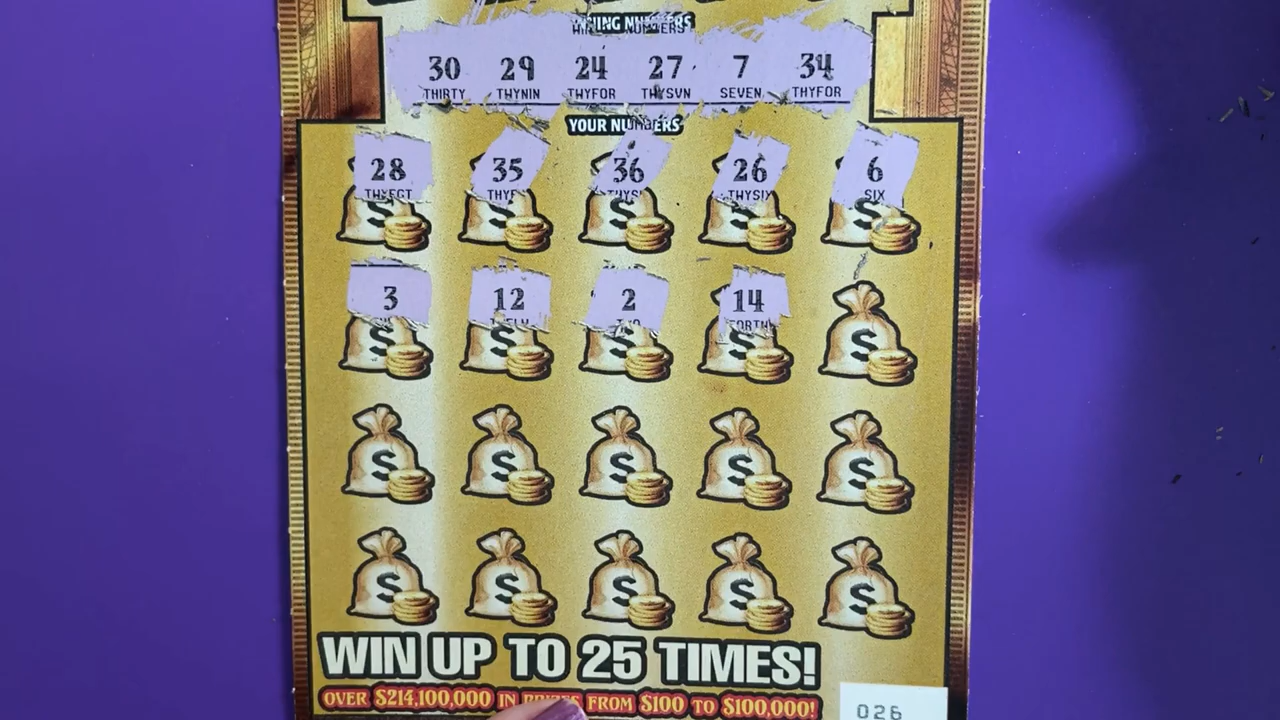 WINNING NUMBERS
30 29 24 27 7 34
THIRTY THYNIN THYFOR THYSVN SEVEN THYFOR
YOUR NUMBERS
28 35 36 26 6
THYEGT THYSIX SIX
$ $ $ $ $
3 12 2 14
TWO FORTN
$ $ $ $ $
$ $ $ $ $
$ $ $ $ $
WIN UP TO 25 TIMES!
OVER $214,100,000 IN PRIZES FROM $100 TO $100,000!
026